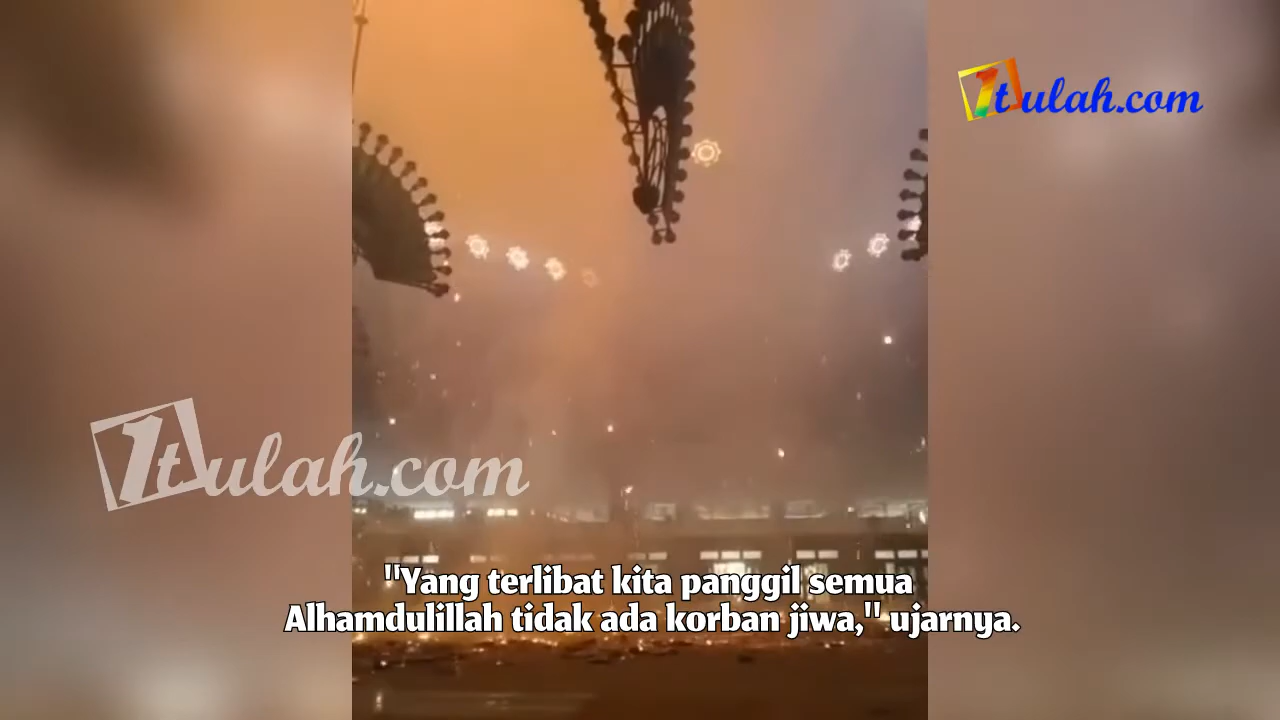 1tulah.com
1tulah.com
"Yang terlibat kita panggil semua
Alhamdulillah tidak ada korban jiwa," ujarnya.